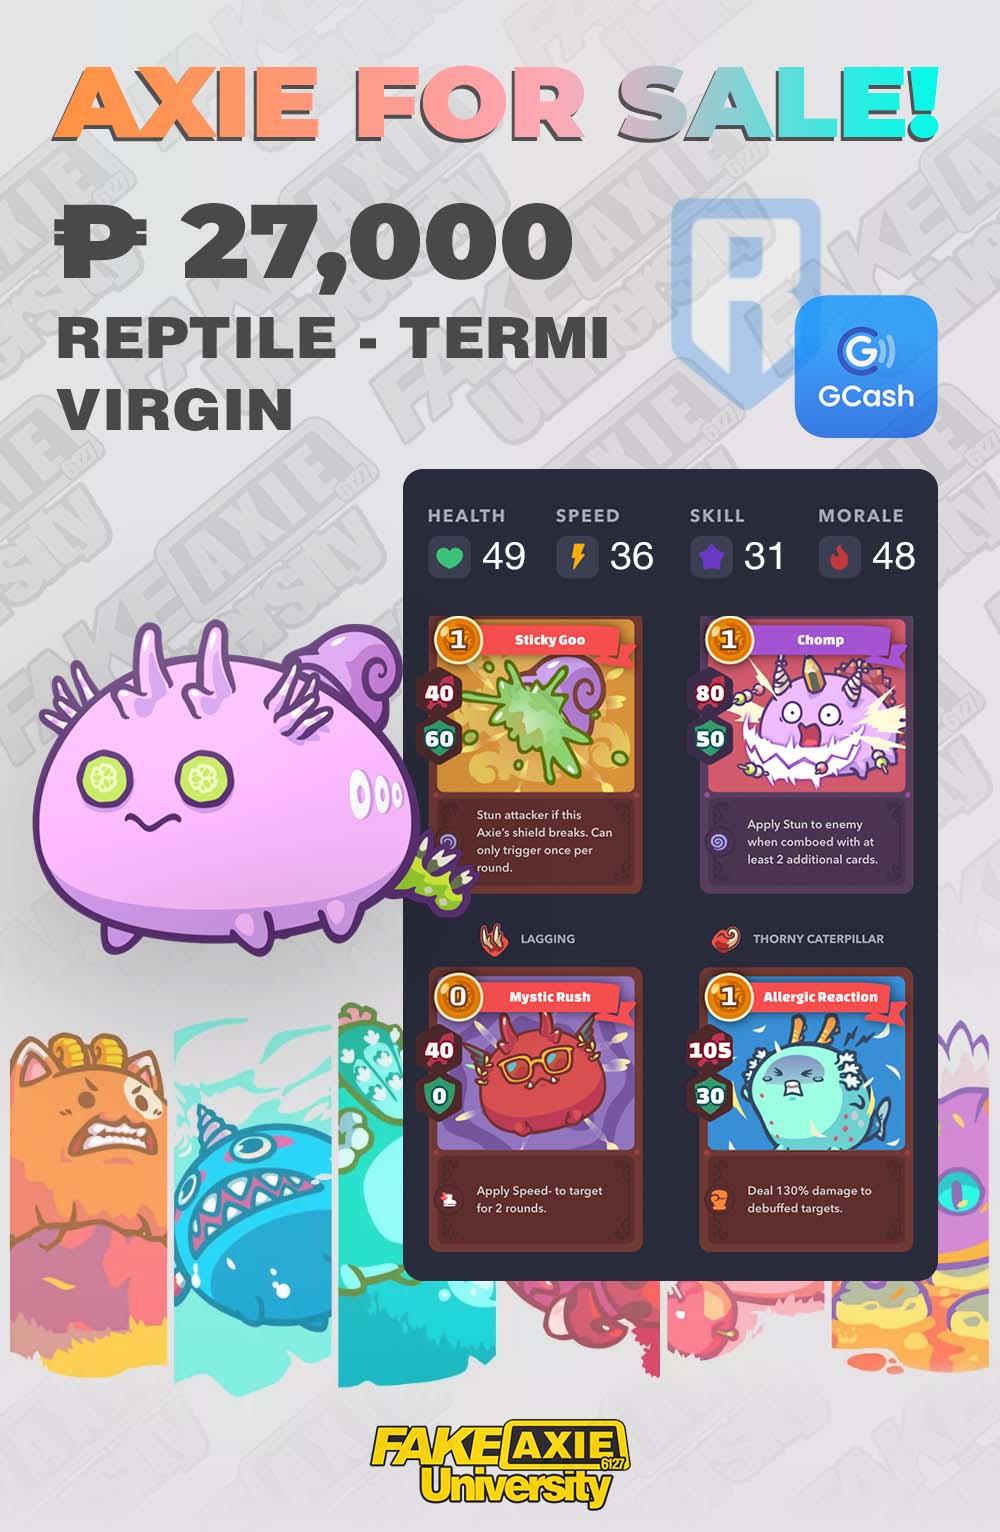 AXIE FOR SALE!
₱ 27,000
REPTILE - TERMI
VIRGIN
GCash
HEALTH SPEED SKILL MORALE
49 36 31 48
1 Sticky Goo
40
60
Stun attacker if this
Axie's shield breaks. Can
only trigger once per
round.
1 Chomp
80
50
Apply Stun to enemy
when comboed with at
least 2 additional cards.
LAGGING
THORNY CATERPILLAR
0 Mystic Rush
40
0
Apply Speed- to target
for 2 rounds.
1 Allergic Reaction
105
30
Deal 130% damage to
debuffed targets.
FAKE AXIE
6127
University